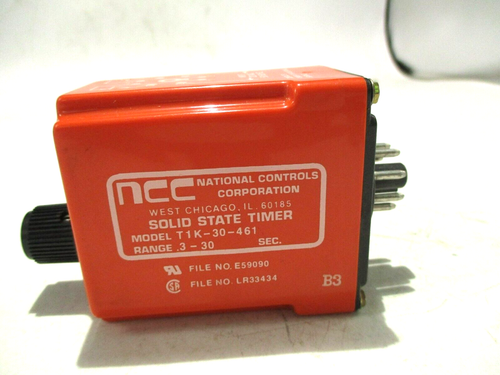 ncc NATIONAL CONTROLS
CORPORATION
WEST CHICAGO, IL. 60185
SOLID STATE TIMER
MODEL T1K-30-461
RANGE .3-30 SEC.
FILE NO. E59090
FILE NO. LR33434
B3